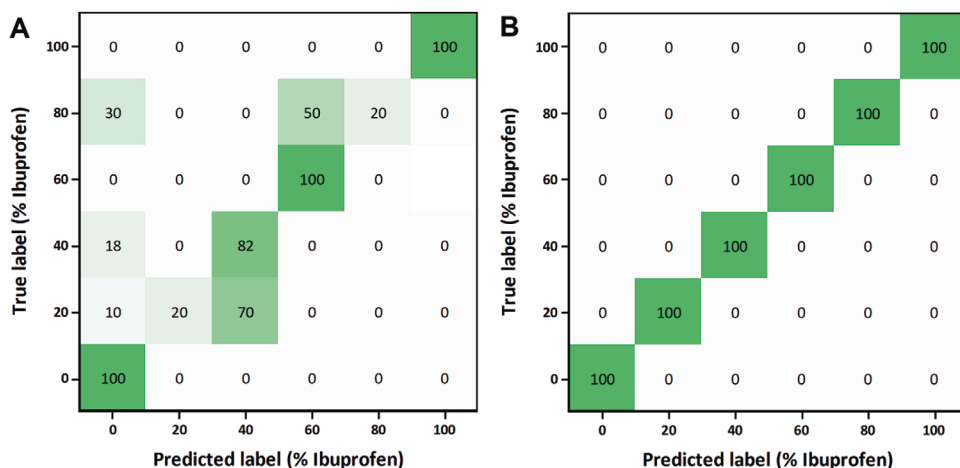 A
True label (% Ibuprofen)
100 0 0 0 0 0 100
80 30 0 0 50 20 0
60 0 0 0 100 0
40 18 0 82 0 0 0
20 10 20 70 0 0 0
0 100 0 0 0 0 0
0 20 40 60 80 100
Predicted label (% Ibuprofen)
B
True label (% Ibuprofen)
100 0 0 0 0 0 100
80 0 0 0 0 100 0
60 0 0 0 100 0 0
40 0 0 100 0 0 0
20 0 100 0 0 0 0
0 100 0 0 0 0 0
0 20 40 60 80 100
Predicted label (% Ibuprofen)